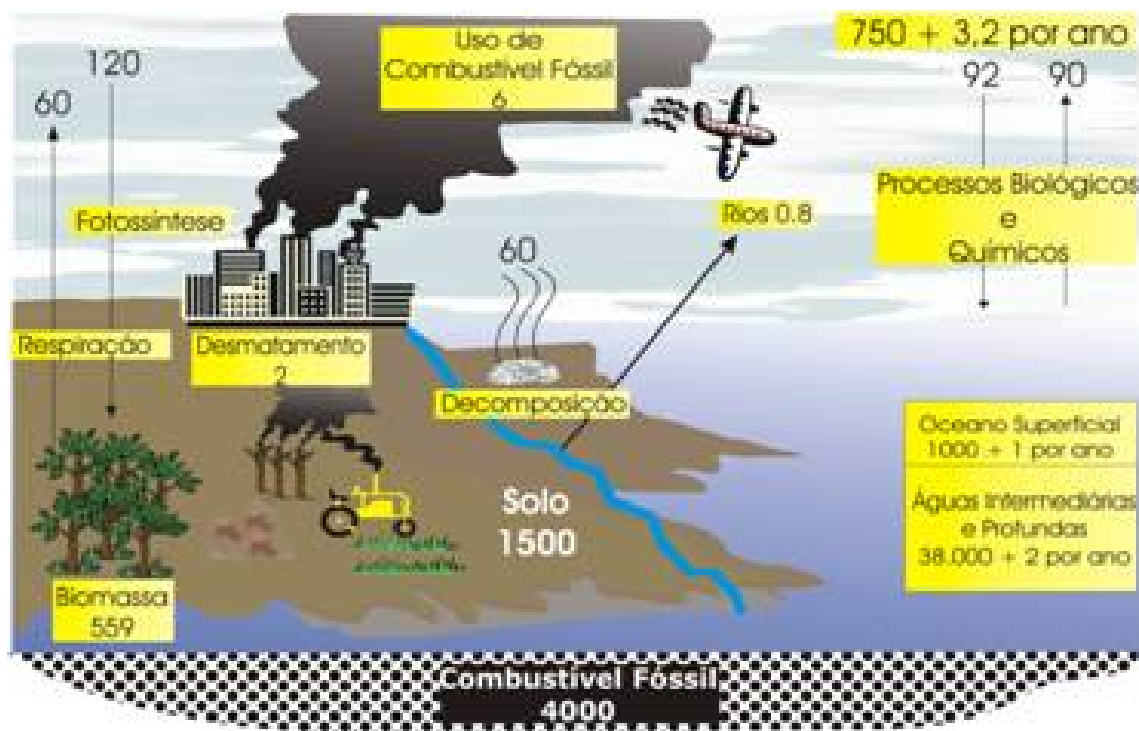 750 + 3,2 por ano
Uso de
Combustível Fóssil
6
120
60
92
90
Fotossíntese
Rios 0.8
Processos Biológicos
e
Químicos
60
Respiração
Desmatamento
2
Decomposição
Oceano Superficial
1000 + 1 por ano
Águas Intermediárias
e Profundas
38.000 + 2 por ano
Solo
1500
Biomassa
559
Combustível Fóssil
4000